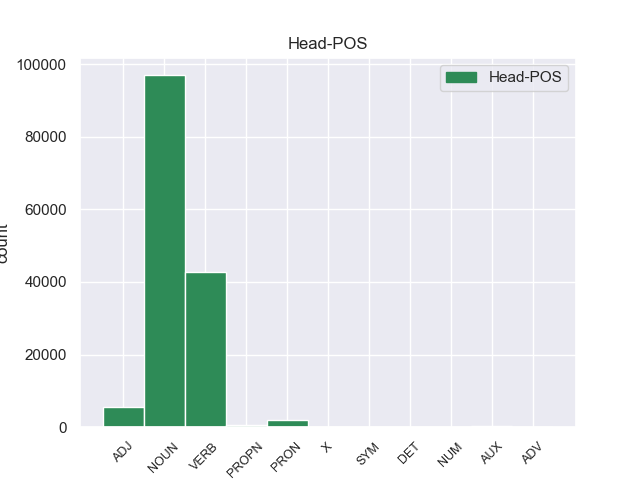 Head-POS
Head-POS
100000
80000
60000
40000
20000
0
count
ADJ NOUN VERB PROPN PRON X SYM DET NUM AUX ADV